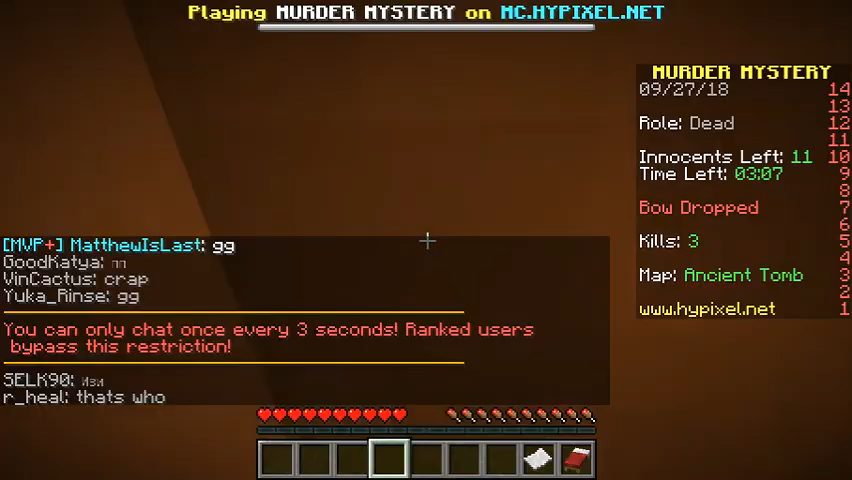 Playing MURDER MYSTERY on MC.HYPIXEL.NET
MURDER MYSTERY
09/27/18 14
13
Role: Dead 12
11
Innocents Left: 11 10
Time Left: 03:07 9
8
Bow Dropped 7
6
Kills: 3 5
4
Map: Ancient Tomb 3
2
www.hypixel.net 1
[MVP+] MatthewIsLast: gg
GoodKatya: пп
VinCactus: crap
Yuka_Rinse: gg
You can only chat once every 3 seconds! Ranked users
bypass this restriction!
SELK90: Изи
r_heal: thats who